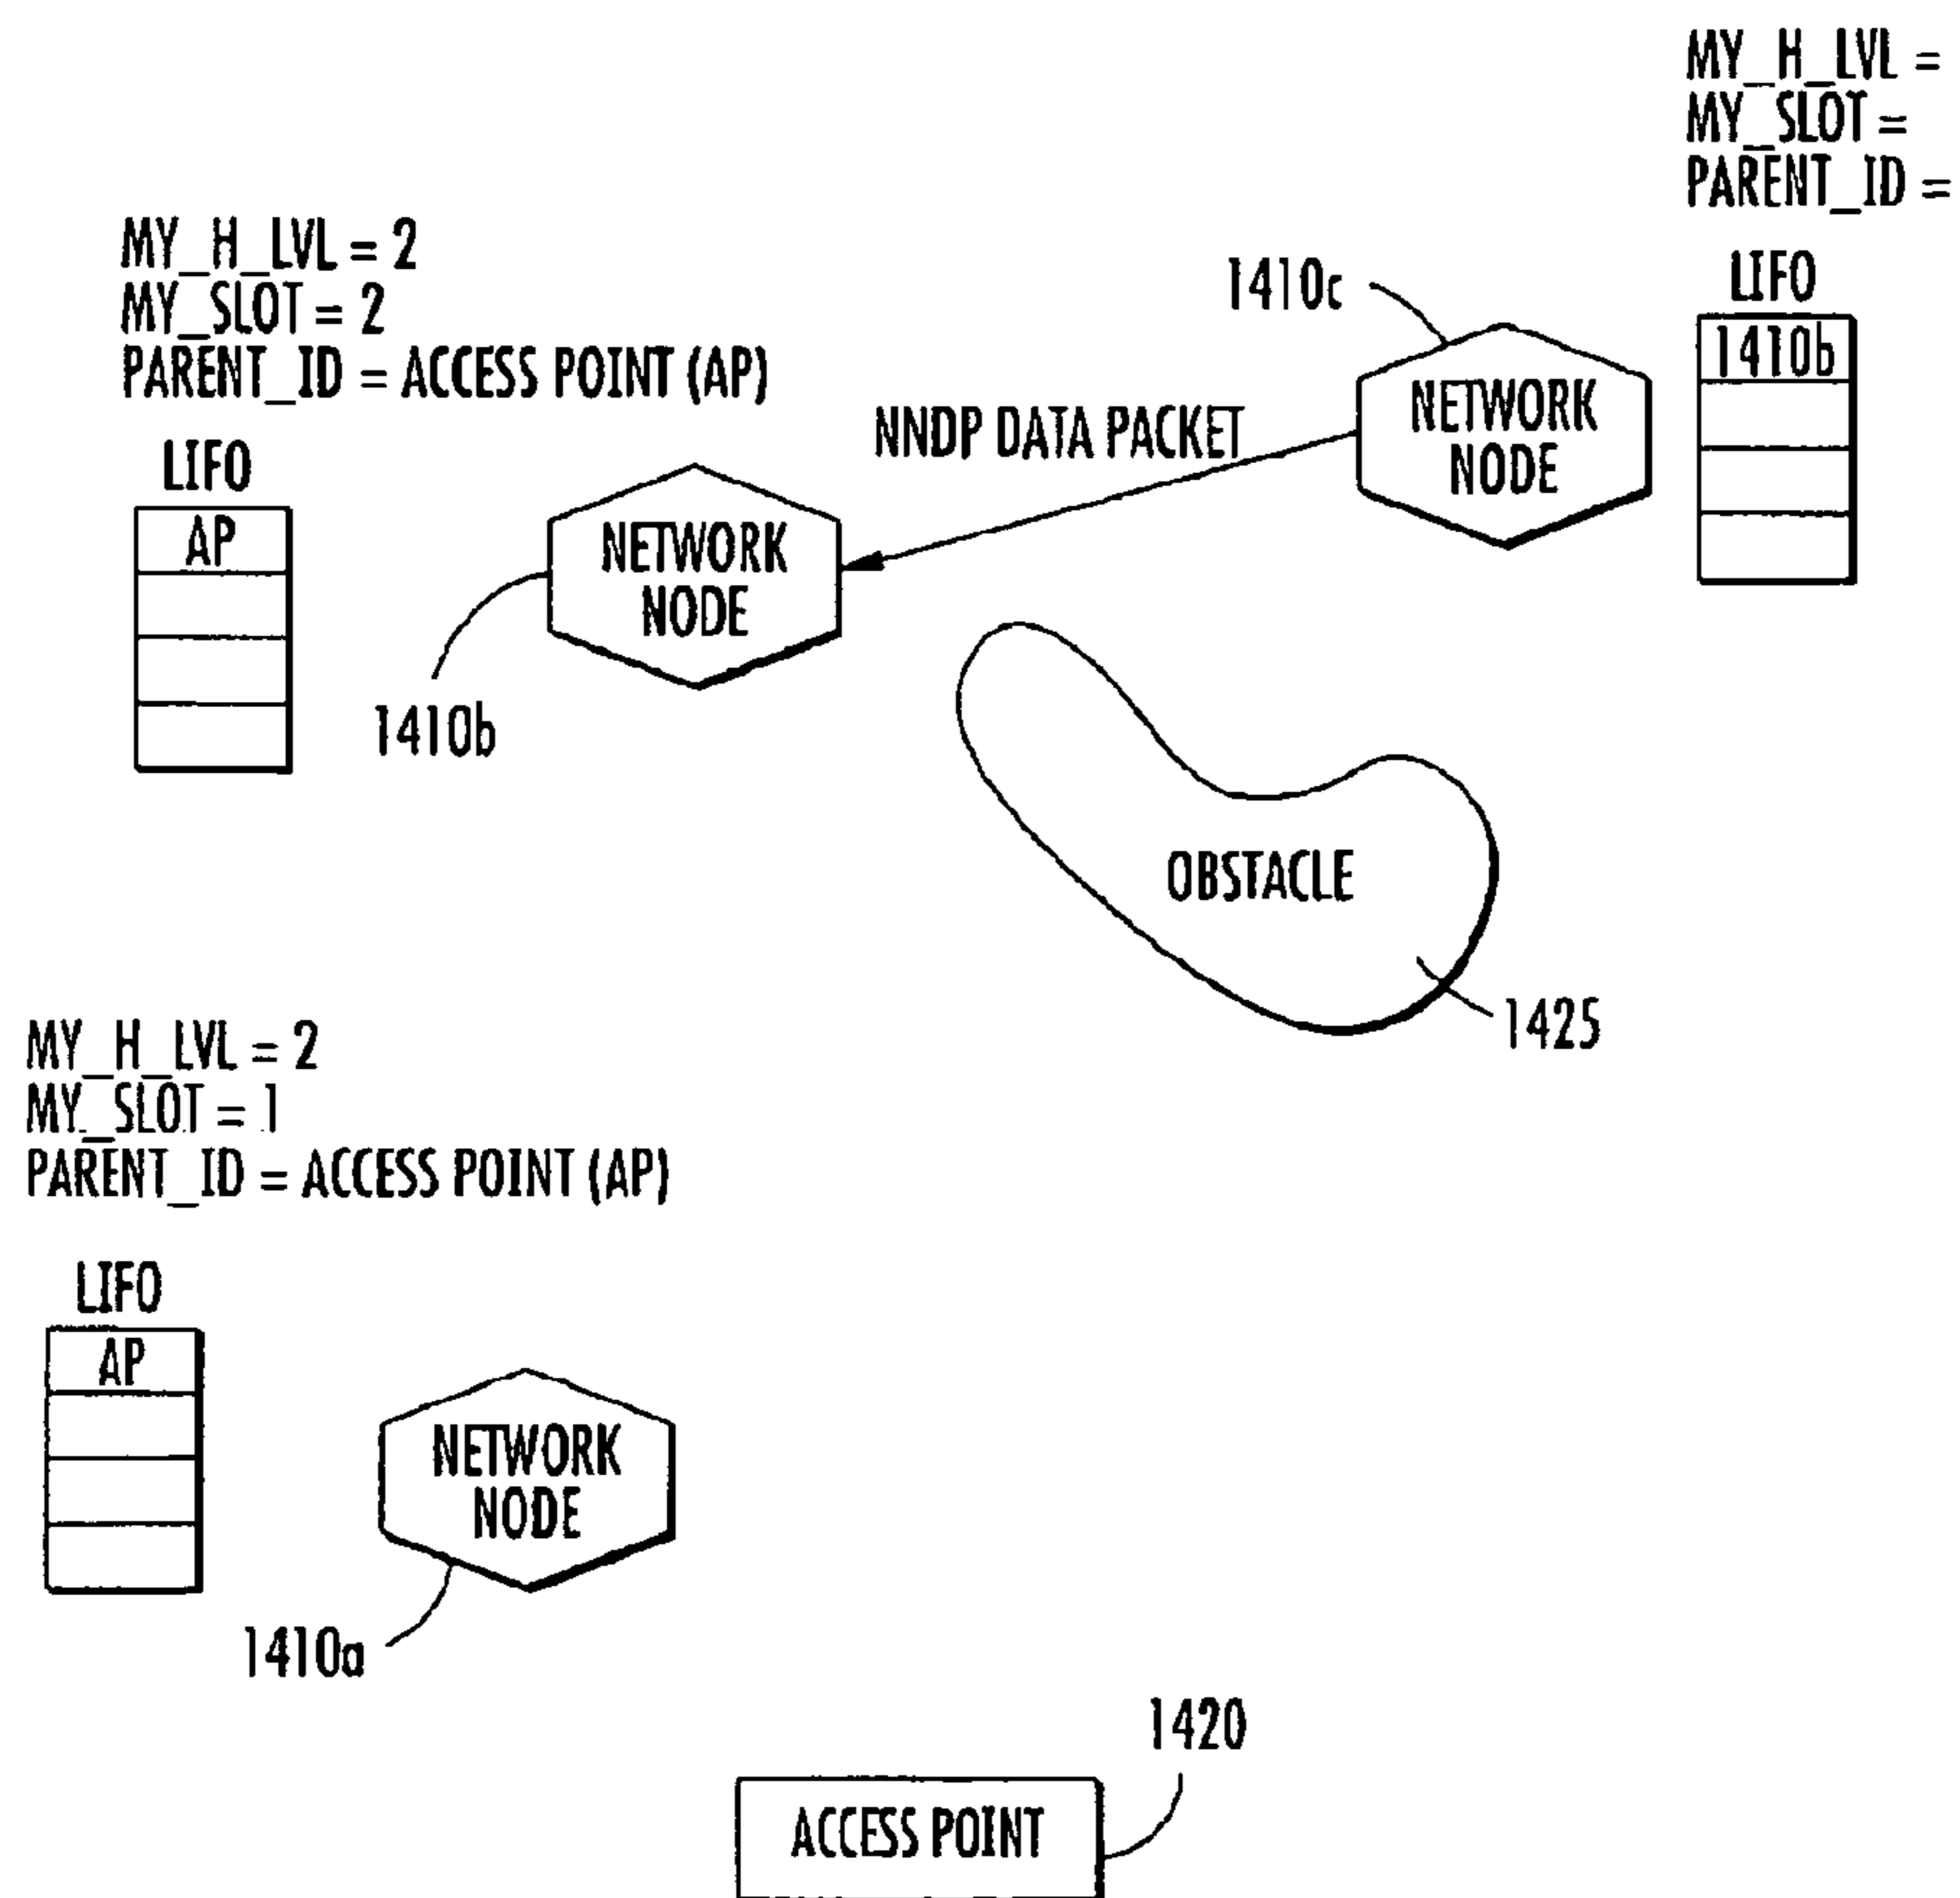 MY_H_LVL =
MY_SLOT =
PARENT_ID =
LIFO
1410b
1410c
NETWORK
NODE
MY_H_LVL = 2
MY_SLOT = 2
PARENT_ID = ACCESS POINT (AP)
LIFO
AP
NNDP DATA PACKET
NETWORK
NODE
1410b
OBSTACLE
1425
MY_H_LVL = 2
MY_SLOT = 1
PARENT_ID = ACCESS POINT (AP)
LIFO
AP
NETWORK
NODE
1410a
1420
ACCESS POINT